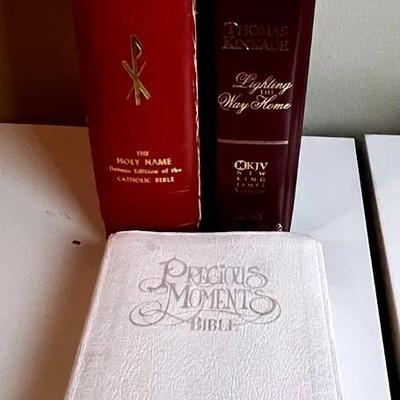 THE
HOLY NAME
Deluxe Edition of the
CATHOLIC BIBLE
THOMAS
KINKADE
Lighting
THE
Way Home
NKJV
NEW
KING
JAMES
VERSION
PRECIOUS
MOMENTS
BIBLE